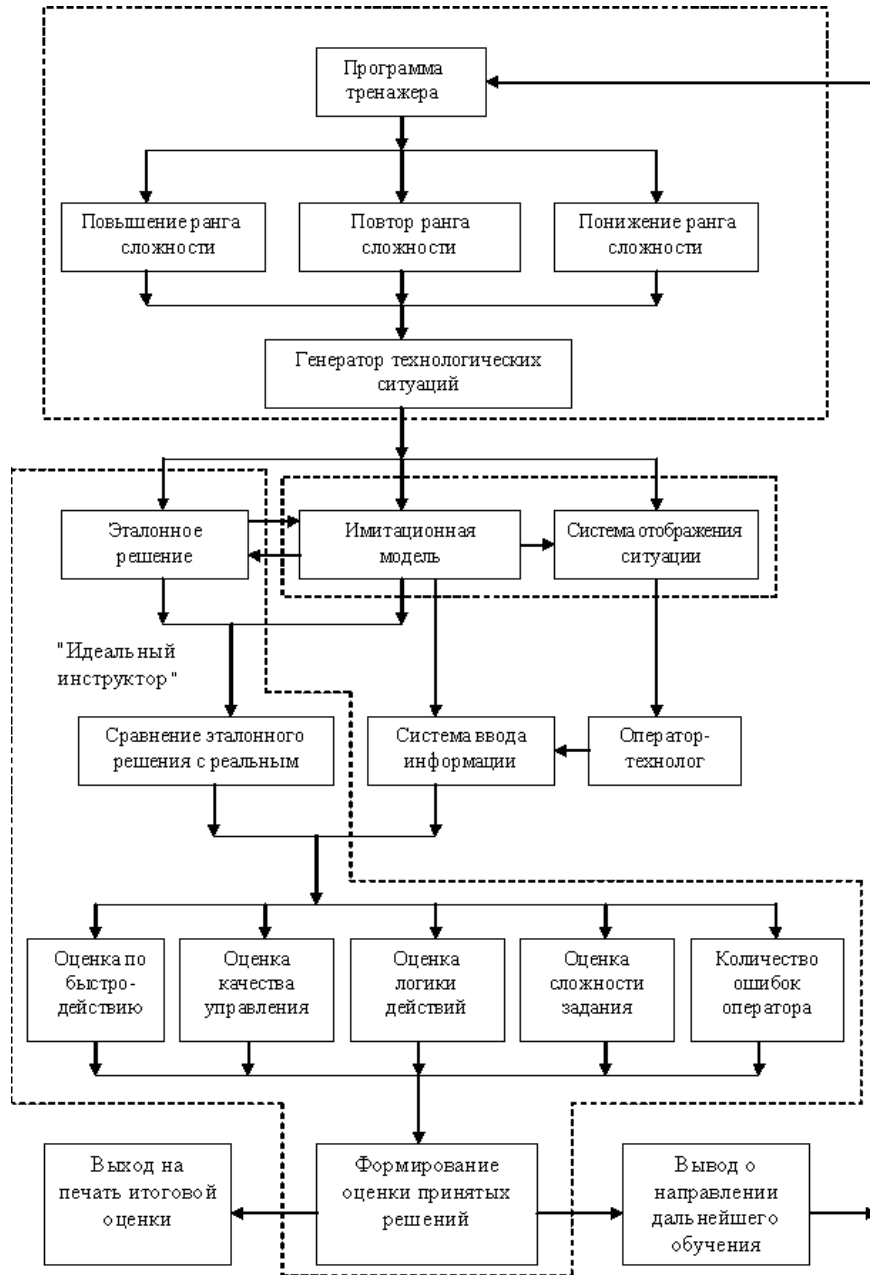 Программа
тренажера
Повышение ранга
сложности
Повтор ранга
сложности
Понижение ранга
сложности
Генератор технологических
ситуаций
Эталонное
решение
Имитационная
модель
Система отображения
ситуации
"Идеальный
инструктор"
Сравнение эталонного
решения с реальным
Система ввода
информации
Оператор-
технолог
Оценка по
быстро-
действию
Оценка
качества
управления
Оценка
логики
действий
Оценка
сложности
задания
Количество
ошибок
оператора
Выход на
печать итоговой
оценки
Формирование
оценки принятых
решений
Вывод о
направлении
дальнейшего
обучения